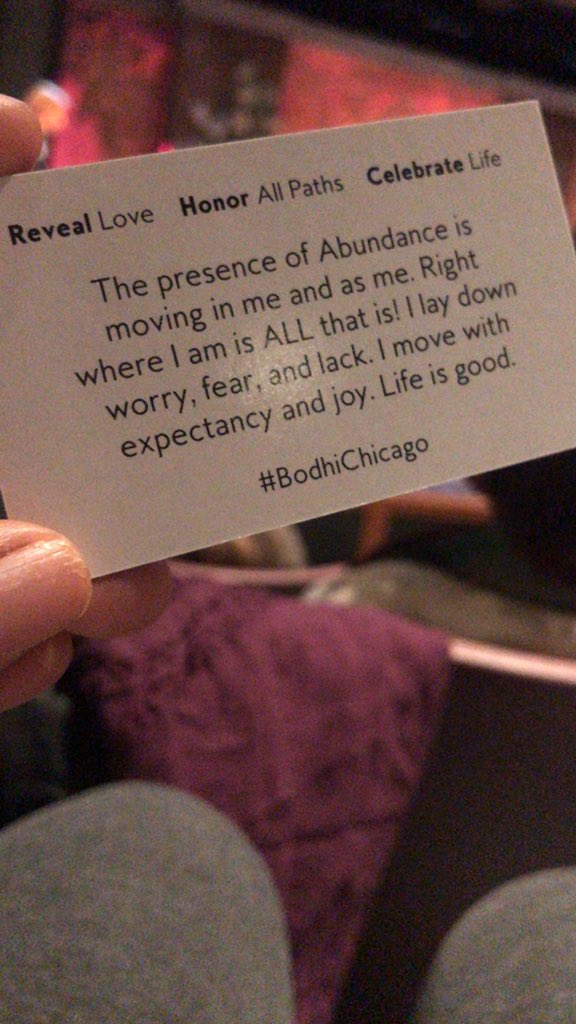 Reveal Love Honor All Paths Celebrate Life
The presence of Abundance is
moving in me and as me. Right
where I am is ALL that is! I lay down
worry, fear, and lack. I move with
expectancy and joy. Life is good.
#BodhiChicago